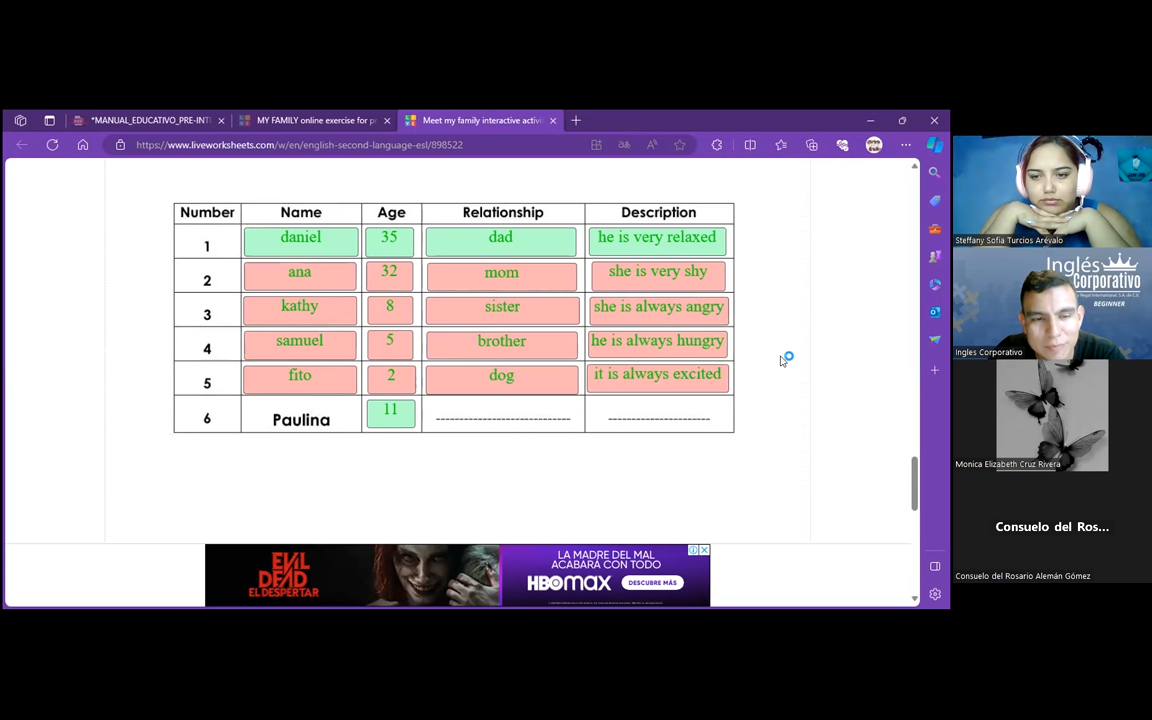 *MANUAL_EDUCATIVO_PRE-INT
MY FAMILY online exercise for pr
Meet my family interactive activi
https://www.liveworksheets.com/w/en/english-second-language-esl/898522
Number Name Age Relationship Description
1 daniel 35 dad he is very relaxed
2 ana 32 mom she is very shy
3 kathy 8 sister she is always angry
4 samuel 5 brother he is always hungry
5 fito 2 dog it is always excited
6 Paulina 11 ---------------------------- ---------------------
EVIL DEAD
EL DESPERTAR
LA MADRE DEL MAL
ACABARÁ CON TODO
HBOmax DESCUBRE MÁS
Steffany Sofia Turcios Arévalo
Inglés
Corporativo
BEGINNER
Ingles Corporativo
Monica Elizabeth Cruz Rivera
Consuelo del Ros...
Consuelo del Rosario Alemán Gómez